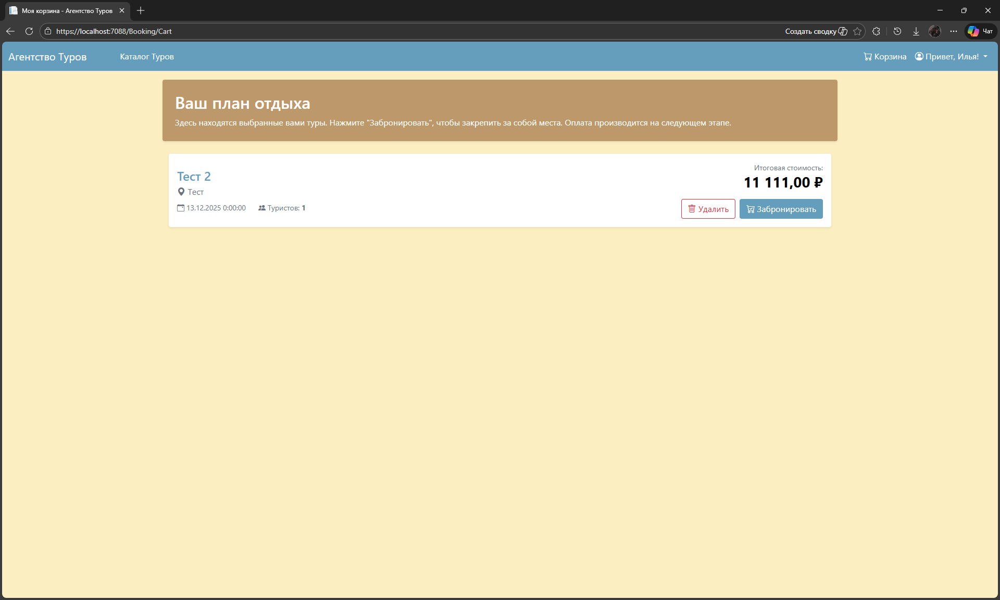 Моя корзина - Агентство Туров
https://localhost:7088/Booking/Cart
Создать сводку
Чат
Агентство Туров
Каталог Туров
Корзина
Привет, Илья!
Ваш план отдыха
Здесь находятся выбранные вами туры. Нажмите "Забронировать", чтобы закрепить за собой места. Оплата производится на следующем этапе.
Тест 2
Тест
13.12.2025 0:00:00
Туристов: 1
Итоговая стоимость:
11 111,00 ₽
Удалить
Забронировать